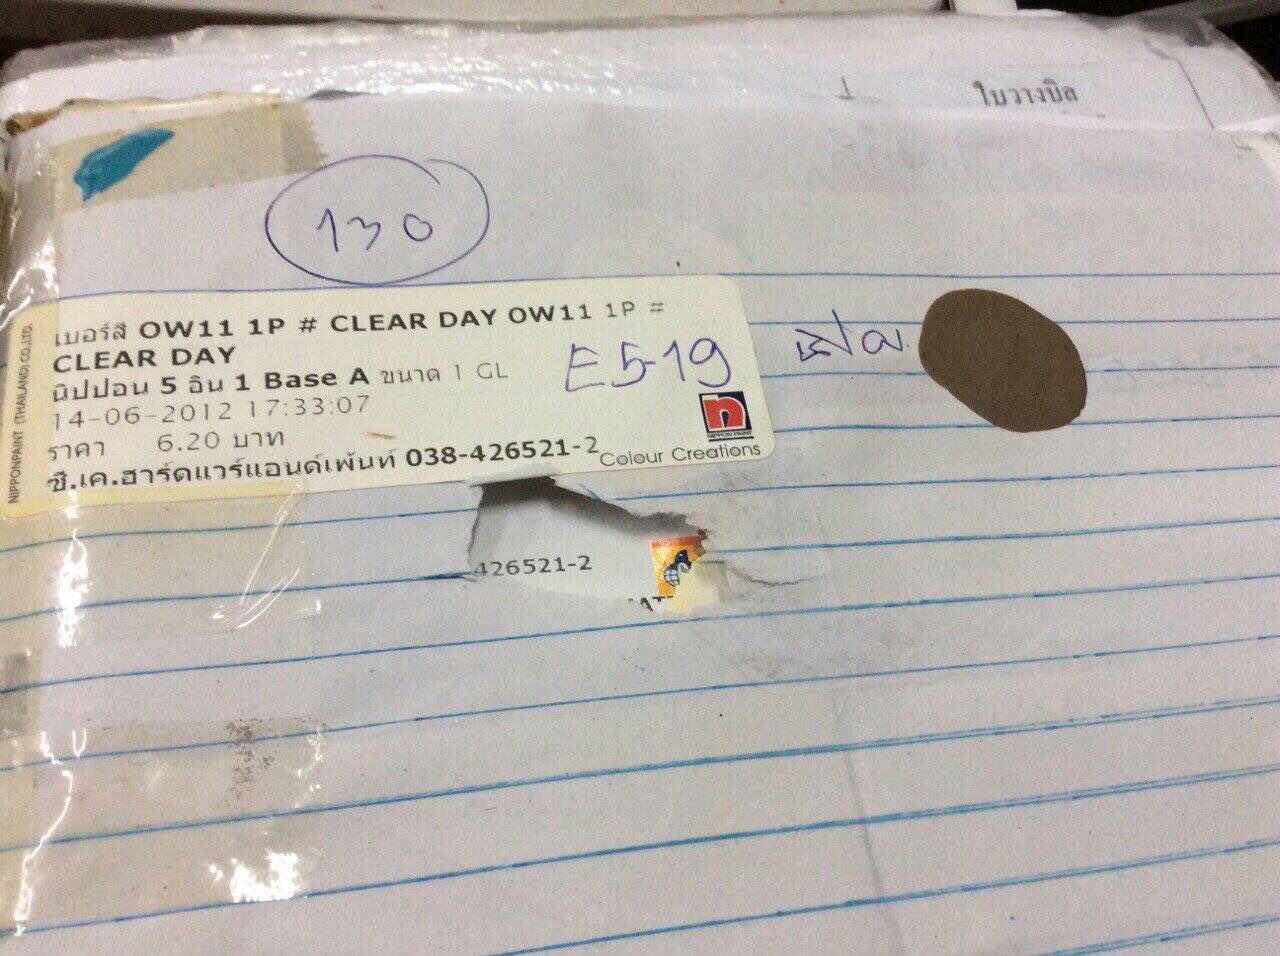 ใบวางบิล
130
เบอร์สี OW11 1P # CLEAR DAY OW11 1P #
CLEAR DAY
นิปปอน 5 อิน 1 Base A ขนาด 1 GL
E519
14-06-2012 17:33:07
ราคา 6.20 บาท
ซี.เค.ฮาร์ดแวร์แอนด์เพ้นท์ 038-426521-2
n
NIPPON PAINT
Colour Creations
NIPPONPAINT (THAILAND) CO.,LTD.
426521-2